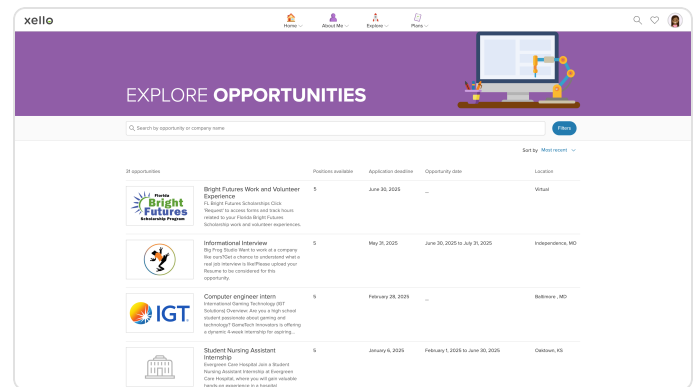 xello
Home
About Me
Explore
Plans
EXPLORE OPPORTUNITIES
Search by opportunity or company name
Filters
Sort by Most recent
31 opportunities
Positions available
Application deadline
Opportunity date
Location
Florida
Bright
Futures
Scholarship Program
Bright Futures Work and Volunteer
Experience
FL Bright Futures Scholarships Click
'Request' to access forms and track hours
related to your Florida Bright Futures
Scholarship work and volunteer experiences.
5
June 30, 2025
_
Virtual
Informational Interview
Big Frog Studio Want to work at a company
like ours?Get a chance to understand what a
real job interview is like!Please upload your
Resume to be considered for this
opportunity.
5
May 31, 2025
June 30, 2025 to July 31, 2025
Independence, MO
IGT
Computer engineer intern
International Gaming Technology (IGT
Solutions) Overview: Are you a high school
student passionate about gaming and
technology? GameTech Innovators is offering
a dynamic 4-week internship for aspiring...
5
February 28, 2025
_
Baltimore , MO
Student Nursing Assistant
Internship
Evergreen Care Hospital Join a Student
Nursing Assistant Internship at Evergreen
Care Hospital, where you will gain valuable
hands-on experience in a hospital
5
January 6, 2025
February 1, 2025 to June 30, 2025
Oakstown, KS